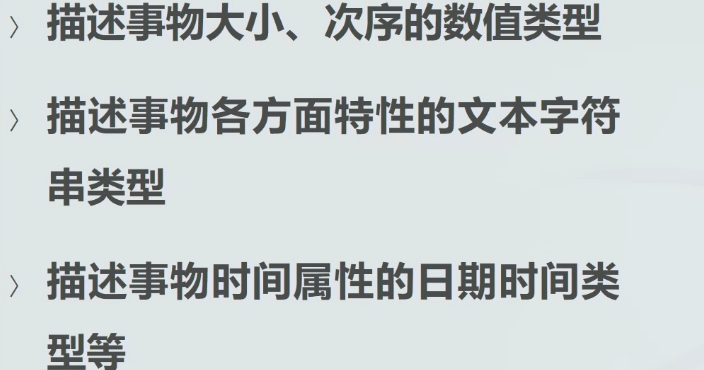 〉描述事物大小、次序的数值类型
〉描述事物各方面特性的文本字符
串类型
〉描述事物时间属性的日期时间类
型等